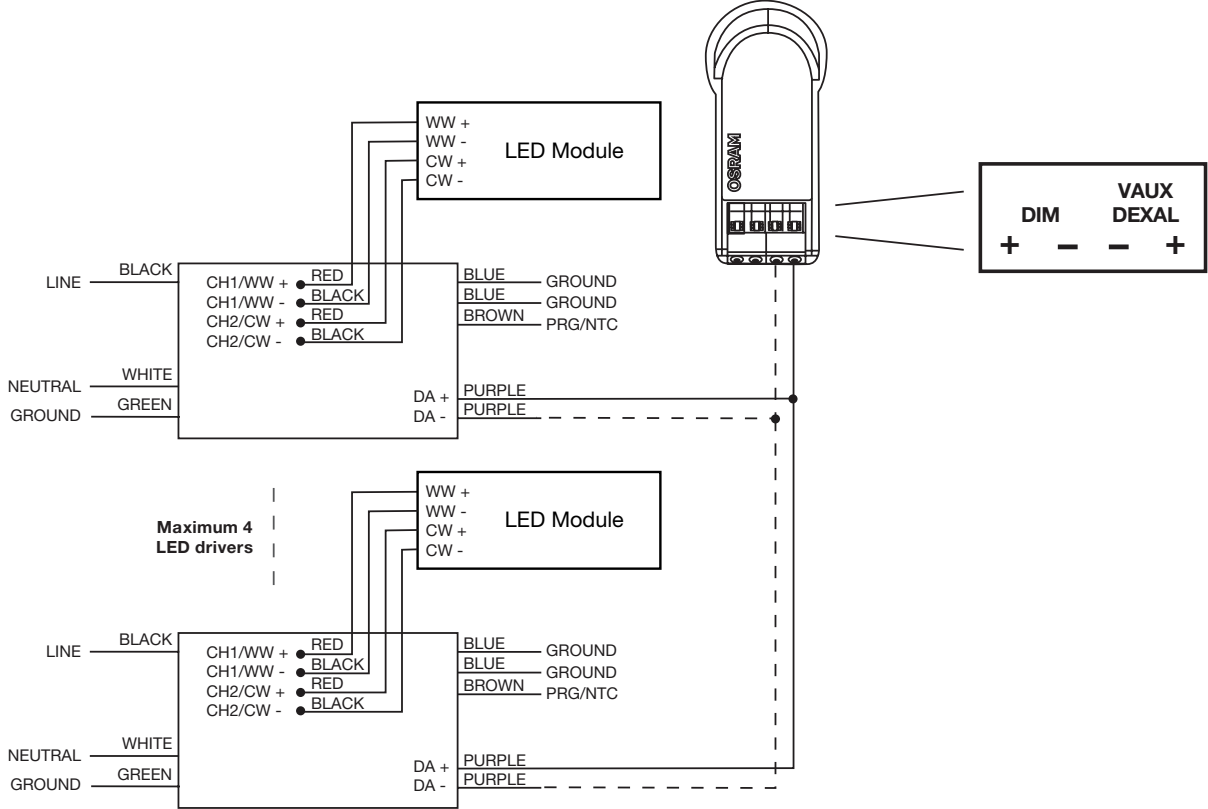 OSRAM
VAUX
DIM DEXAL
+ − − +
WW +
WW -
CW +
CW -
LED Module
LINE
BLACK
NEUTRAL
WHITE
GROUND
GREEN
CH1/WW + RED
CH1/WW - BLACK
CH2/CW + RED
CH2/CW - BLACK
BLUE GROUND
BLUE GROUND
BROWN PRG/NTC
DA + PURPLE
DA - PURPLE
Maximum 4
LED drivers
WW +
WW -
CW +
CW -
LED Module
LINE
BLACK
NEUTRAL
WHITE
GROUND
GREEN
CH1/WW + RED
CH1/WW - BLACK
CH2/CW + RED
CH2/CW - BLACK
BLUE GROUND
BLUE GROUND
BROWN PRG/NTC
DA + PURPLE
DA - PURPLE